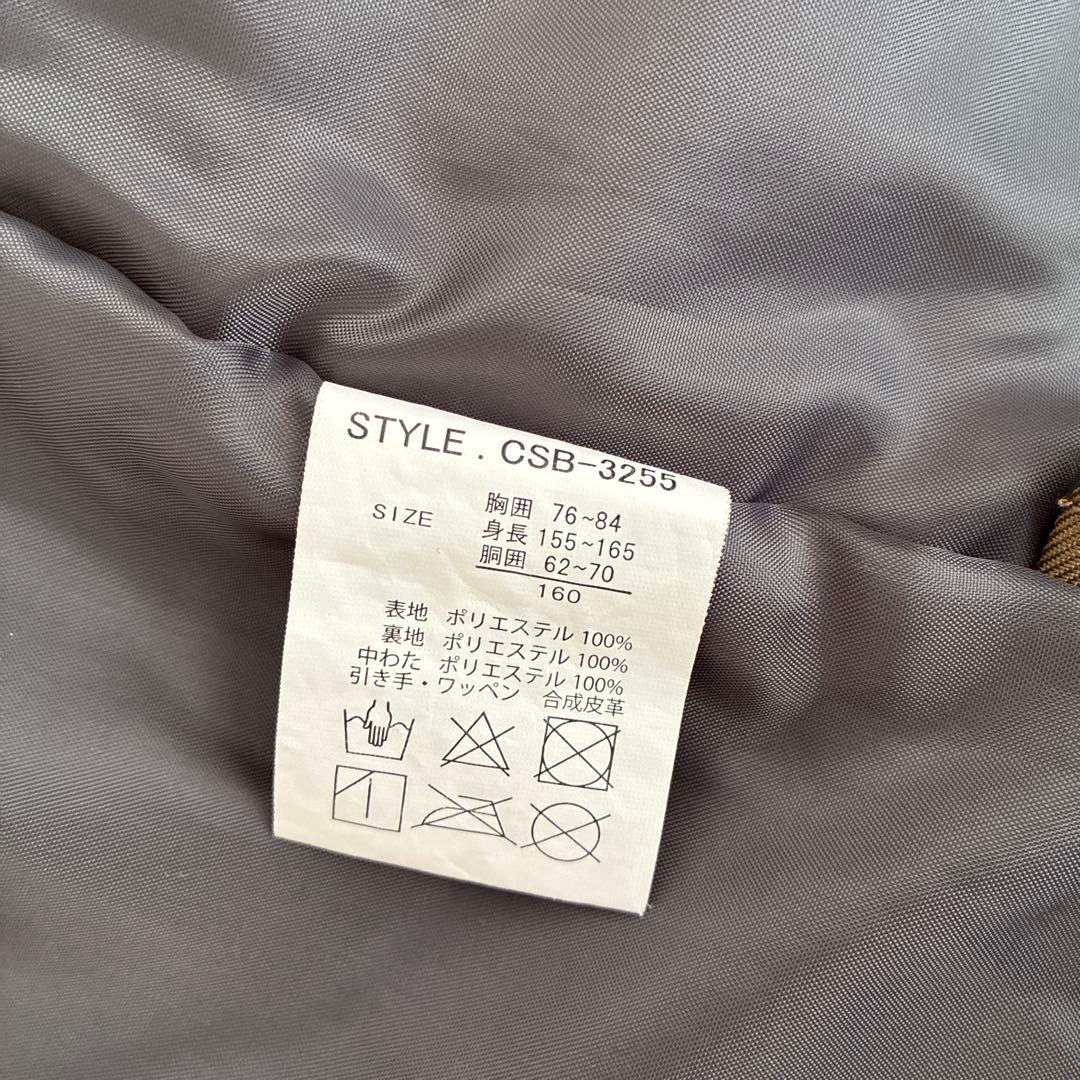 STYLE . CSB-3255
SIZE
胸囲 76~84
身長 155~165
胴囲 62~70
160
表地 ポリエステル 100%
裏地 ポリエステル 100%
中わた ポリエステル 100%
引き手・ワッペン 合成皮革